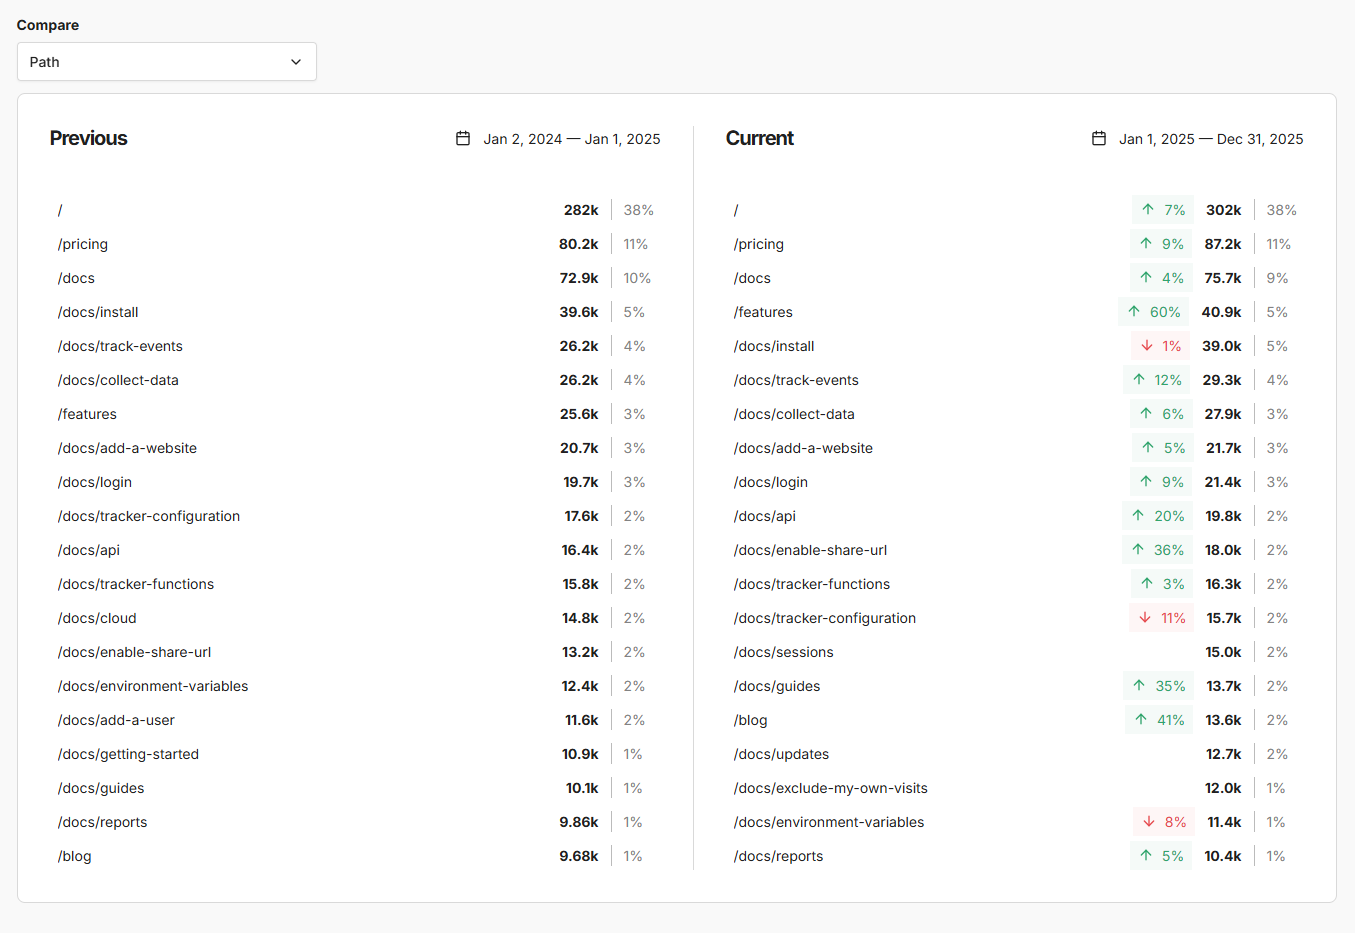 Compare
Path
Previous
Jan 2, 2024 — Jan 1, 2025
/ 282k 38%
/pricing 80.2k 11%
/docs 72.9k 10%
/docs/install 39.6k 5%
/docs/track-events 26.2k 4%
/docs/collect-data 26.2k 4%
/features 25.6k 3%
/docs/add-a-website 20.7k 3%
/docs/login 19.7k 3%
/docs/tracker-configuration 17.6k 2%
/docs/api 16.4k 2%
/docs/tracker-functions 15.8k 2%
/docs/cloud 14.8k 2%
/docs/enable-share-url 13.2k 2%
/docs/environment-variables 12.4k 2%
/docs/add-a-user 11.6k 2%
/docs/getting-started 10.9k 1%
/docs/guides 10.1k 1%
/docs/reports 9.86k 1%
/blog 9.68k 1%
Current
Jan 1, 2025 — Dec 31, 2025
/ ↑ 7% 302k 38%
/pricing ↑ 9% 87.2k 11%
/docs ↑ 4% 75.7k 9%
/features ↑ 60% 40.9k 5%
/docs/install ↓ 1% 39.0k 5%
/docs/track-events ↑ 12% 29.3k 4%
/docs/collect-data ↑ 6% 27.9k 3%
/docs/add-a-website ↑ 5% 21.7k 3%
/docs/login ↑ 9% 21.4k 3%
/docs/api ↑ 20% 19.8k 2%
/docs/enable-share-url ↑ 36% 18.0k 2%
/docs/tracker-functions ↑ 3% 16.3k 2%
/docs/tracker-configuration ↓ 11% 15.7k 2%
/docs/sessions 15.0k 2%
/docs/guides ↑ 35% 13.7k 2%
/blog ↑ 41% 13.6k 2%
/docs/updates 12.7k 2%
/docs/exclude-my-own-visits 12.0k 1%
/docs/environment-variables ↓ 8% 11.4k 1%
/docs/reports ↑ 5% 10.4k 1%